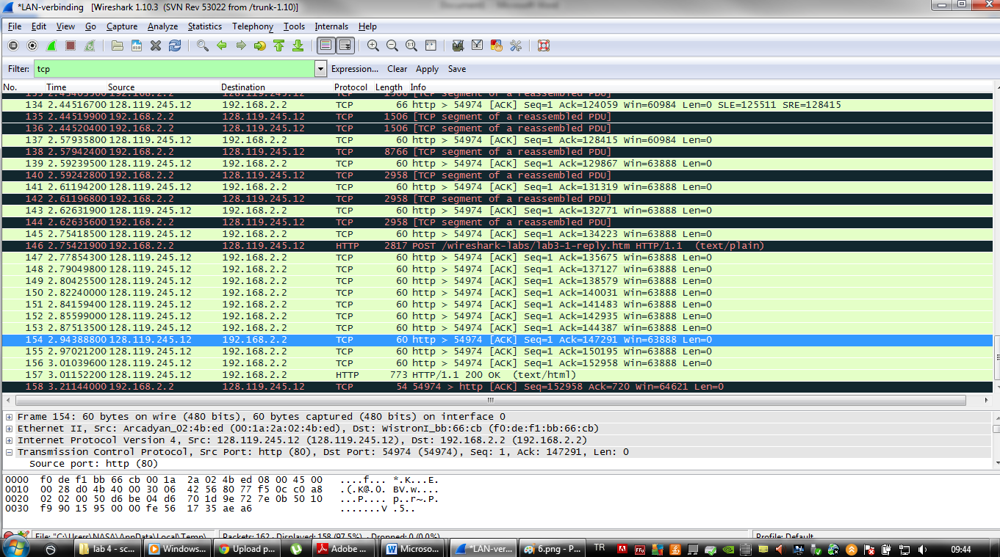 *LAN-verbinding [Wireshark 1.10.3 (SVN Rev 53022 from /trunk-1.10)]
File Edit View Go Capture Analyze Statistics Telephony Tools Internals Help
Filter: tcp Expression... Clear Apply Save
No. Time Source Destination Protocol Length Info
134 2.44516700 128.119.245.12 192.168.2.2 TCP 66 http > 54974 [ACK] Seq=1 Ack=124059 Win=60984 Len=0 SLE=125511 SRE=128415
135 2.44519900 192.168.2.2 128.119.245.12 TCP 1506 [TCP segment of a reassembled PDU]
136 2.44520400 192.168.2.2 128.119.245.12 TCP 1506 [TCP segment of a reassembled PDU]
137 2.57935800 128.119.245.12 192.168.2.2 TCP 60 http > 54974 [ACK] Seq=1 Ack=128415 Win=60984 Len=0
138 2.57942400 192.168.2.2 128.119.245.12 TCP 8766 [TCP segment of a reassembled PDU]
139 2.59239500 128.119.245.12 192.168.2.2 TCP 60 http > 54974 [ACK] Seq=1 Ack=129867 Win=63888 Len=0
140 2.59242800 192.168.2.2 128.119.245.12 TCP 2958 [TCP segment of a reassembled PDU]
141 2.61194200 128.119.245.12 192.168.2.2 TCP 60 http > 54974 [ACK] Seq=1 Ack=131319 Win=63888 Len=0
142 2.61196800 192.168.2.2 128.119.245.12 TCP 2958 [TCP segment of a reassembled PDU]
143 2.62631900 128.119.245.12 192.168.2.2 TCP 60 http > 54974 [ACK] Seq=1 Ack=132771 Win=63888 Len=0
144 2.62635600 192.168.2.2 128.119.245.12 TCP 2958 [TCP segment of a reassembled PDU]
145 2.75418500 128.119.245.12 192.168.2.2 TCP 60 http > 54974 [ACK] Seq=1 Ack=134223 Win=63888 Len=0
146 2.75421900 192.168.2.2 128.119.245.12 HTTP 2817 POST /wireshark-labs/lab3-1-reply.htm HTTP/1.1 (text/plain)
147 2.77854300 128.119.245.12 192.168.2.2 TCP 60 http > 54974 [ACK] Seq=1 Ack=135675 Win=63888 Len=0
148 2.79049800 128.119.245.12 192.168.2.2 TCP 60 http > 54974 [ACK] Seq=1 Ack=137127 Win=63888 Len=0
149 2.80425500 128.119.245.12 192.168.2.2 TCP 60 http > 54974 [ACK] Seq=1 Ack=138579 Win=63888 Len=0
150 2.82240000 128.119.245.12 192.168.2.2 TCP 60 http > 54974 [ACK] Seq=1 Ack=140031 Win=63888 Len=0
151 2.84159400 128.119.245.12 192.168.2.2 TCP 60 http > 54974 [ACK] Seq=1 Ack=141483 Win=63888 Len=0
152 2.85599000 128.119.245.12 192.168.2.2 TCP 60 http > 54974 [ACK] Seq=1 Ack=142935 Win=63888 Len=0
153 2.87513500 128.119.245.12 192.168.2.2 TCP 60 http > 54974 [ACK] Seq=1 Ack=144387 Win=63888 Len=0
154 2.94388800 128.119.245.12 192.168.2.2 TCP 60 http > 54974 [ACK] Seq=1 Ack=147291 Win=63888 Len=0
155 2.97021200 128.119.245.12 192.168.2.2 TCP 60 http > 54974 [ACK] Seq=1 Ack=150195 Win=63888 Len=0
156 3.01039600 128.119.245.12 192.168.2.2 TCP 60 http > 54974 [ACK] Seq=1 Ack=152958 Win=63888 Len=0
157 3.01152200 128.119.245.12 192.168.2.2 HTTP 773 HTTP/1.1 200 OK (text/html)
158 3.21144000 192.168.2.2 128.119.245.12 TCP 54 54974 > http [ACK] Seq=152958 Ack=720 Win=64621 Len=0
Frame 154: 60 bytes on wire (480 bits), 60 bytes captured (480 bits) on interface 0
Ethernet II, Src: Arcadyan_02:4b:ed (00:1a:2a:02:4b:ed), Dst: WistronI_bb:66:cb (f0:de:f1:bb:66:cb)
Internet Protocol Version 4, Src: 128.119.245.12 (128.119.245.12), Dst: 192.168.2.2 (192.168.2.2)
Transmission Control Protocol, Src Port: http (80), Dst Port: 54974 (54974), Seq: 1, Ack: 147291, Len: 0
Source port: http (80)
0000 f0 de f1 bb 66 cb 00 1a 2a 02 4b ed 08 00 45 00 ....f... *.K...E.
0010 00 28 d0 4b 40 00 30 06 42 56 80 77 f5 0c c0 a8 .(.K@.0. BV.w....
0020 02 02 00 50 d6 be 04 d6 70 1d 9e 72 7e 0b 50 10 ...P.... p..r~.P.
0030 f9 90 15 95 00 00 fe 56 17 35 ae a6 .......V .5..
File: "C:\Users\NASA\AppData\Local\Temp\ Packets: 162 · Displayed: 158 (97.5%) · Dropped: 0 (0.0%) Profile: Default
lab 4 - sc... Windows... Upload p... Adobe ... Microso... *LAN-ver... 6.png - P... TR 09:44